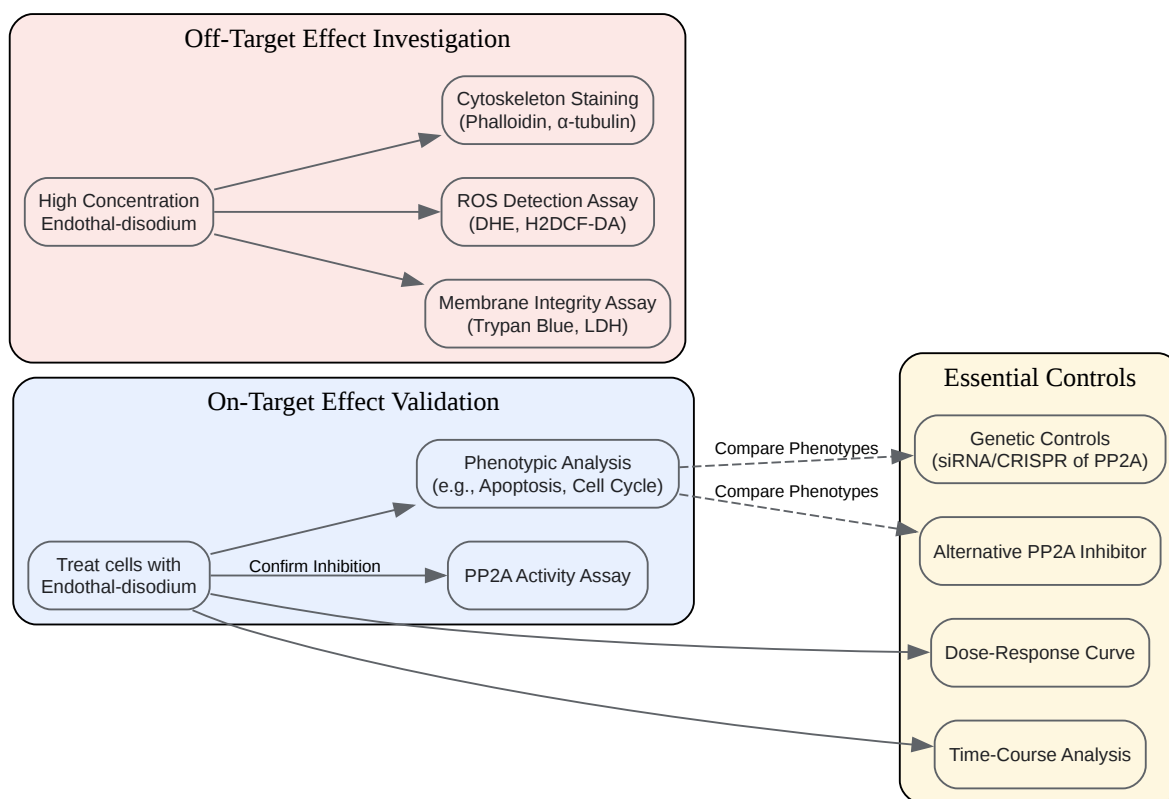 Off-Target Effect Investigation
Cytoskeleton Staining
(Phalloidin, α-tubulin)
High Concentration
Endothal-disodium
ROS Detection Assay
(DHE, H2DCF-DA)
Membrane Integrity Assay
(Trypan Blue, LDH)
On-Target Effect Validation
Phenotypic Analysis
(e.g., Apoptosis, Cell Cycle)
Treat cells with
Endothal-disodium
Confirm Inhibition
PP2A Activity Assay
Compare Phenotypes
Compare Phenotypes
Essential Controls
Genetic Controls
(siRNA/CRISPR of PP2A)
Alternative PP2A Inhibitor
Dose-Response Curve
Time-Course Analysis